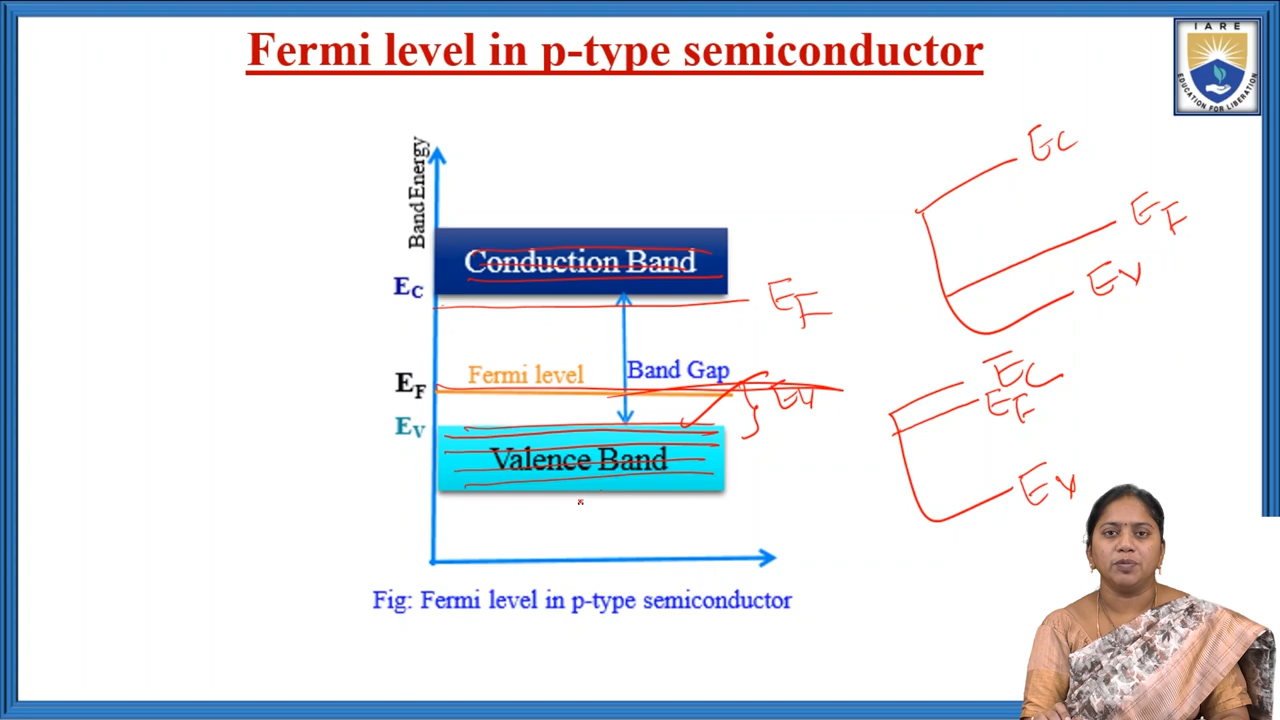 Fermi level in p-type semiconductor
IARE
EDUCATION FOR LIBERATION
Band Energy
Conduction Band
EC
EF
Fermi level
Band Gap
EF
EV
EV
Valence Band
Fig: Fermi level in p-type semiconductor
EC
EF
EV
EC
EF
EV